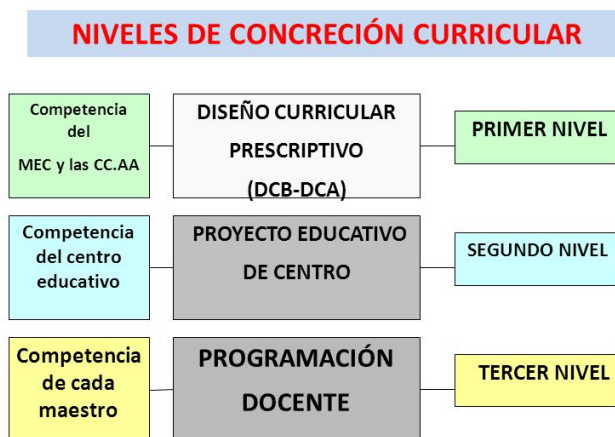 NIVELES DE CONCRECIÓN CURRICULAR
Competencia
del
MEC y las CC.AA
DISEÑO CURRICULAR
PRESCRIPTIVO
(DCB-DCA)
PRIMER NIVEL
Competencia
del centro
educativo
PROYECTO EDUCATIVO
DE CENTRO
SEGUNDO NIVEL
Competencia
de cada
maestro
PROGRAMACIÓN
DOCENTE
TERCER NIVEL